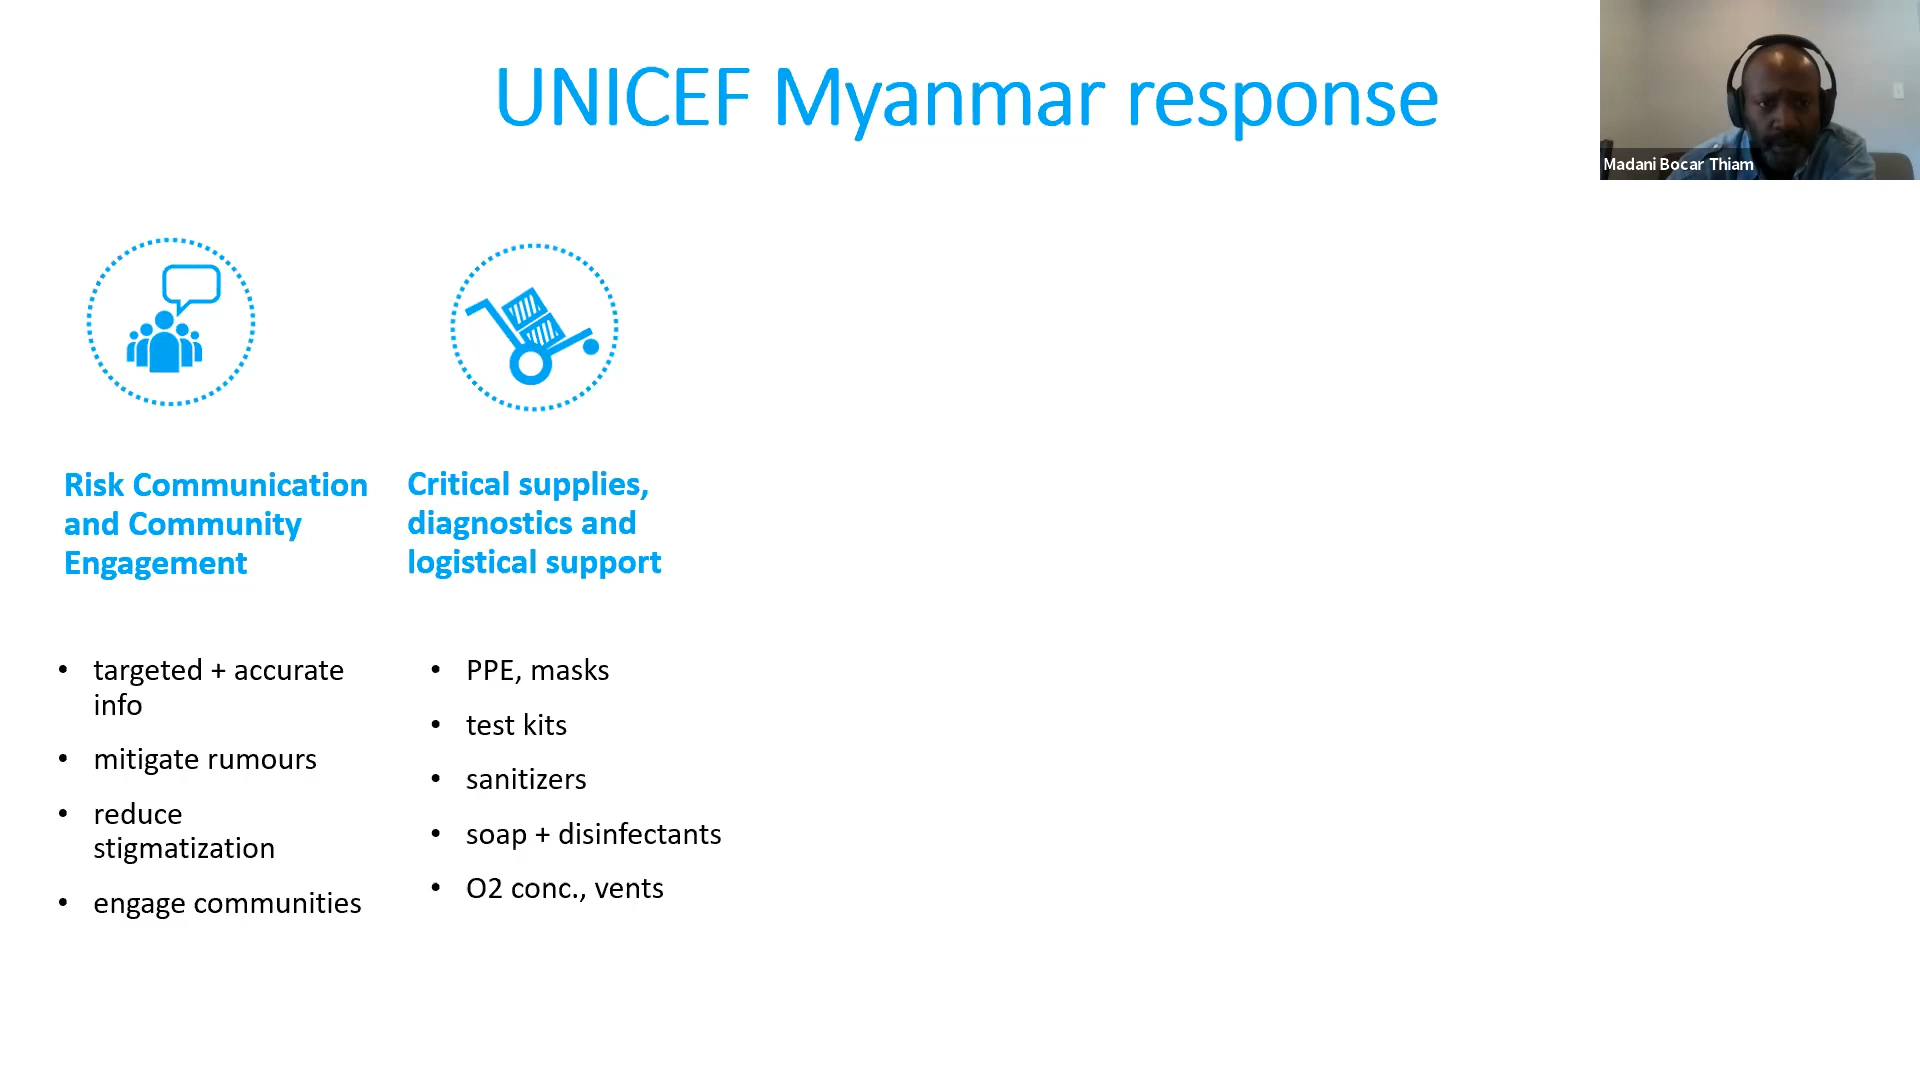 UNICEF Myanmar response
Madani Bocar Thiam
Risk Communication
and Community
Engagement
• targeted + accurate
info
• mitigate rumours
• reduce
stigmatization
• engage communities
Critical supplies,
diagnostics and
logistical support
• PPE, masks
• test kits
• sanitizers
• soap + disinfectants
• O2 conc., vents